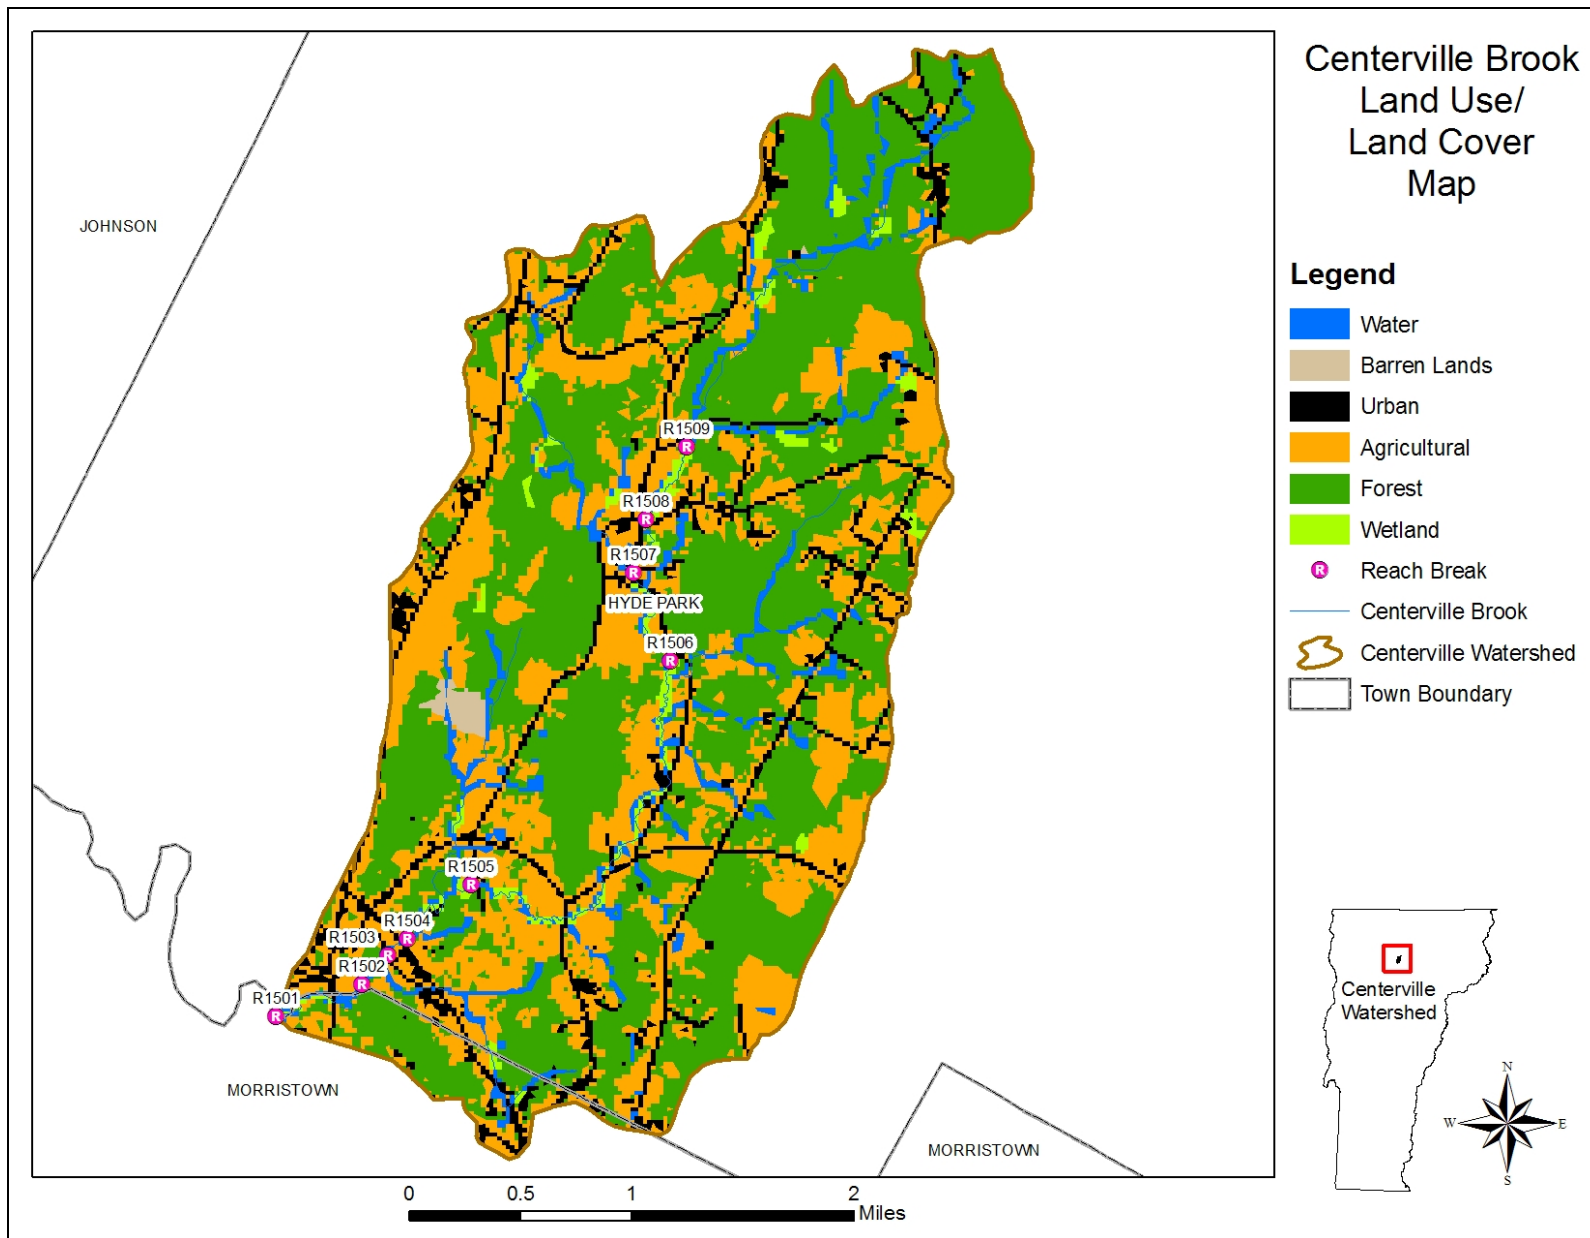 Centerville Brook
Land Use/
Land Cover
Map
Legend
Water
Barren Lands
Urban
Agricultural
Forest
Wetland
R Reach Break
Centerville Brook
Centerville Watershed
Town Boundary
JOHNSON
R1509
R
R1508
R
R1507
R
HYDE PARK
R1506
R
R1505
R
R1504
R
R1503
R
R1502
R
R1501
R
MORRISTOWN
MORRISTOWN
Centerville
Watershed
N
W E
S
0 0.5 1 2
Miles